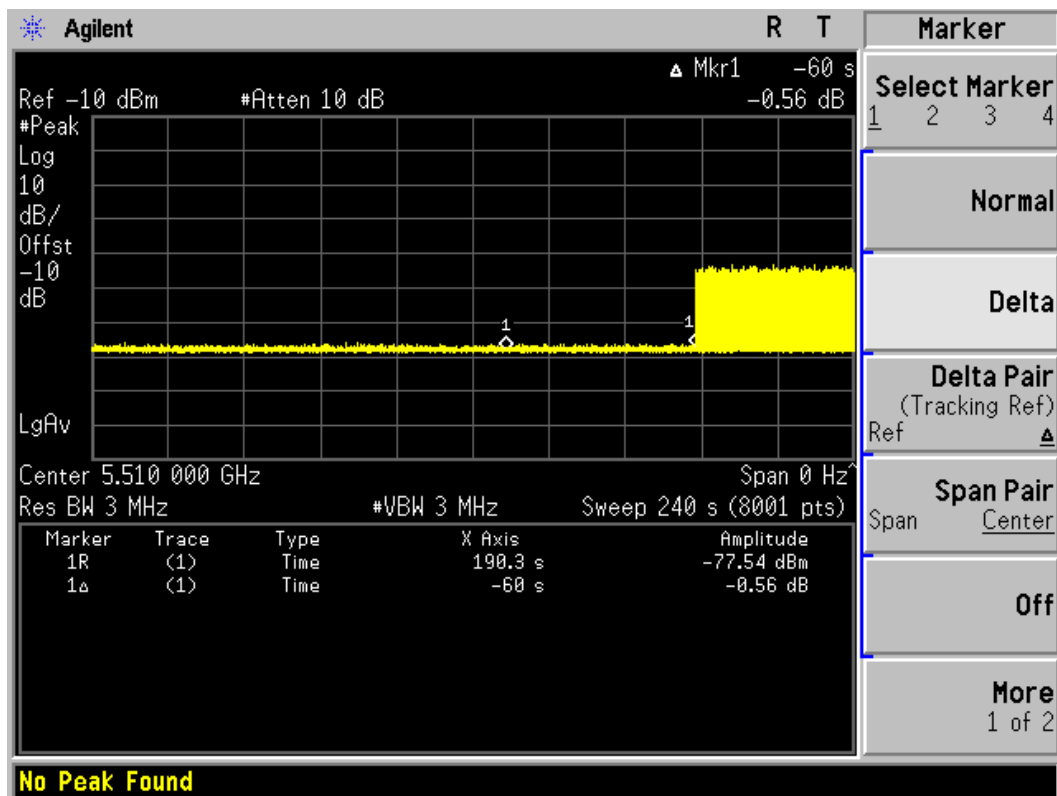 Agilent R T Marker
Δ Mkr1 -60 s
Ref -10 dBm #Atten 10 dB -0.56 dB
#Peak
Log
10
dB/
Offst
-10
dB
1
1
LgAv
Center 5.510 000 GHz Span 0 Hz^
Res BW 3 MHz #VBW 3 MHz Sweep 240 s (8001 pts)
Marker Trace Type X Axis Amplitude
1R (1) Time 190.3 s -77.54 dBm
1Δ (1) Time -60 s -0.56 dB
Select Marker
1 2 3 4
Normal
Delta
Delta Pair
(Tracking Ref)
Ref Δ
Span Pair
Span Center
Off
More
1 of 2
No Peak Found